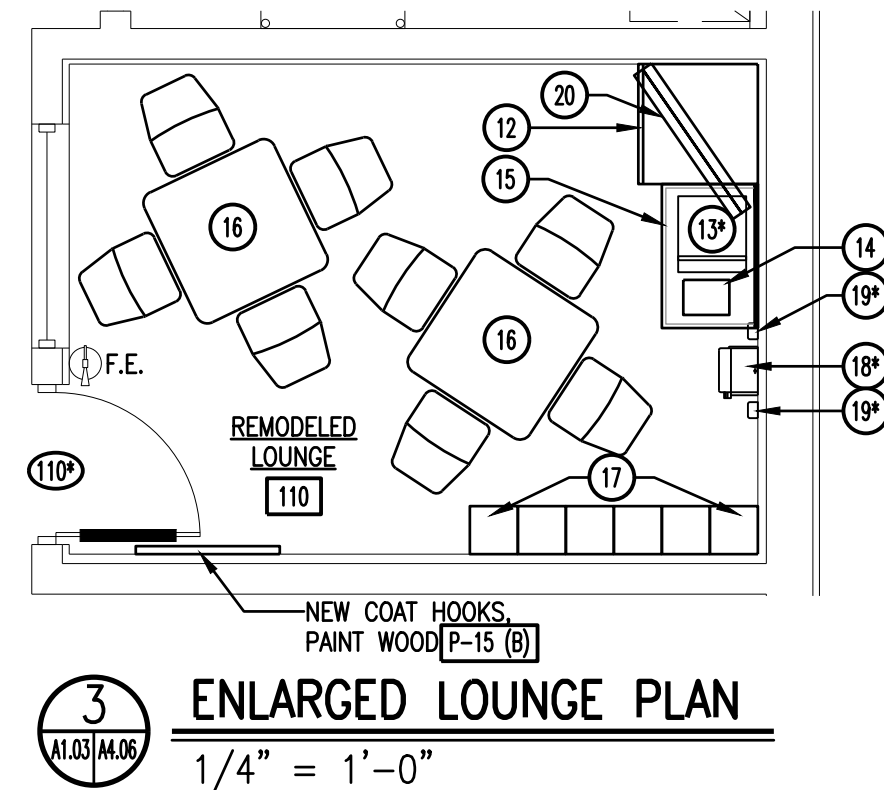 20
12
15
13*
16
14
19*
16
18*
F.E.
19*
REMODELED
LOUNGE
110
110*
17
NEW COAT HOOKS,
PAINT WOOD P-15 (B)
3
A1.03 A4.06
ENLARGED LOUNGE PLAN
1/4" = 1'-0"